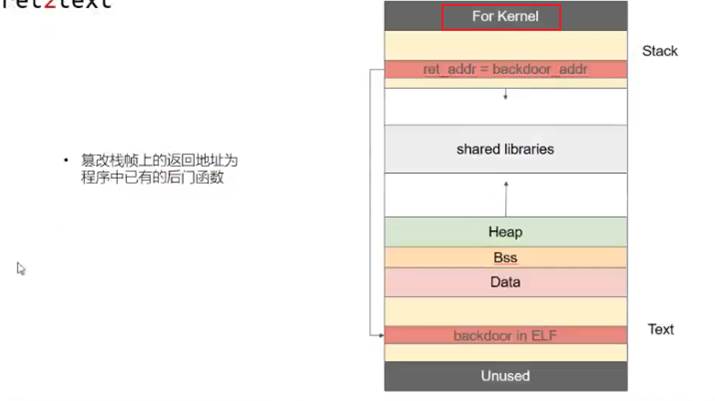 ret2text
For Kernel
Stack
ret_addr = backdoor_addr
shared libraries
• 篡改栈帧上的返回地址为
程序中已有的后门函数
Heap
Bss
Data
Text
backdoor in ELF
Unused